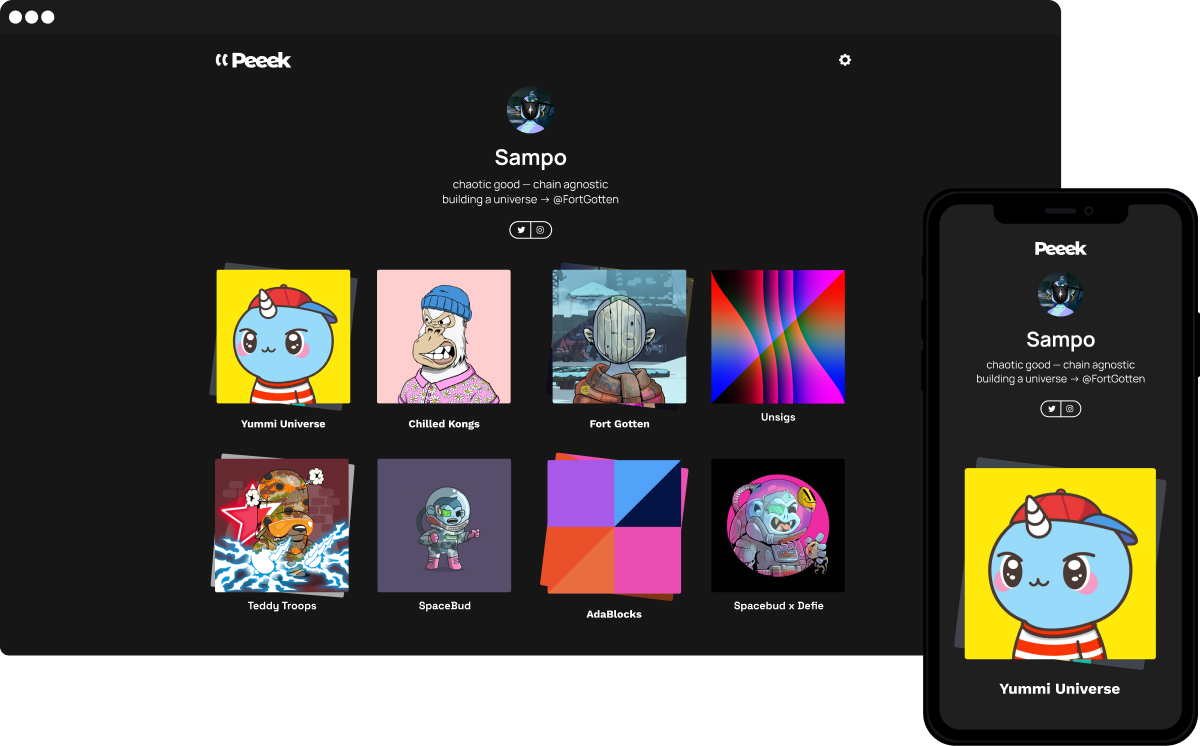 Peeek
Sampo
chaotic good — chain agnostic
building a universe → @FortGotten
Yummi Universe
Chilled Kongs
Fort Gotten
Unsigs
Teddy Troops
SpaceBud
AdaBlocks
Spacebud x Defie
Peeek
Sampo
chaotic good — chain agnostic
building a universe → @FortGotten
Yummi Universe